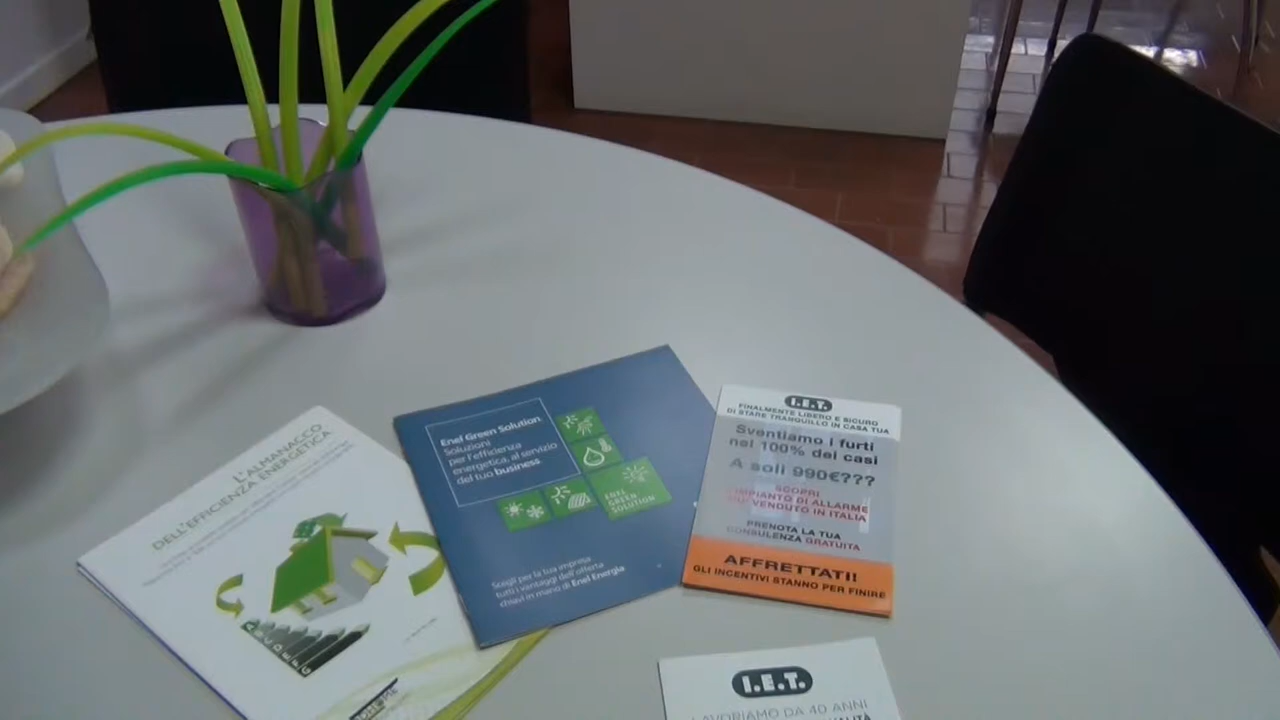 L'ALMANACCO
DELL'EFFICIENZA ENERGETICA
A
B
C
D
E
F
G
Enel Green Solution.
Soluzioni
per l'efficienza
energetica, al servizio
del tuo business
ENEL
GREEN
SOLUTION
Scegli per la tua impresa
tutti i vantaggi dell'offerta
chiavi in mano di Enel Energia
I.E.T.
FINALMENTE LIBERO E SICURO
DI STARE TRANQUILLO IN CASA TUA
Sventiamo i furti
nel 100% dei casi
A soli 990€???
SCOPRI
L'IMPIANTO DI ALLARME
PIU' VENDUTO IN ITALIA
PRENOTA LA TUA
CONSULENZA GRATUITA
AFFRETTATI!
GLI INCENTIVI STANNO PER FINIRE
I.E.T.
LAVORIAMO DA 40 ANNI